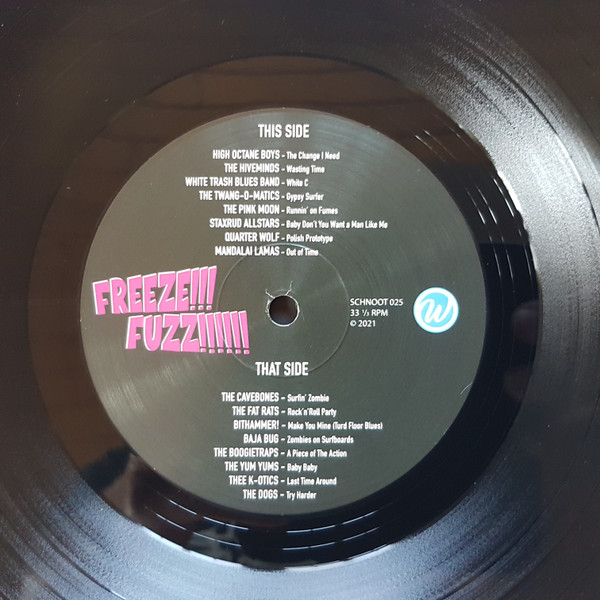 THIS SIDE
HIGH OCTANE BOYS - The Change I Need
THE HIVEMINDS - Wasting Time
WHITE TRASH BLUES BAND - White C
THE TWANG-O-MATICS - Gypsy Surfer
THE PINK MOON - Runnin' on Fumes
STAXRUD ALLSTARS - Baby Don't You Want a Man Like Me
QUARTER WOLF - Polish Prototype
MANDALAI LAMAS - Out of Time
FREEZE!!!
FUZZ!!!!!!
SCHNOOT 025
33 ⅓ RPM
© 2021
W
THAT SIDE
THE CAVEBONES - Surfin' Zombie
THE FAT RATS - Rock'n'Roll Party
BITHAMMER! - Make You Mine (Turd Floor Blues)
BAJA BUG - Zombies on Surfboards
THE BOOGIETRAPS - A Piece of The Action
THE YUM YUMS - Baby Baby
THEE K-OTICS - Last Time Around
THE DOGS - Try Harder